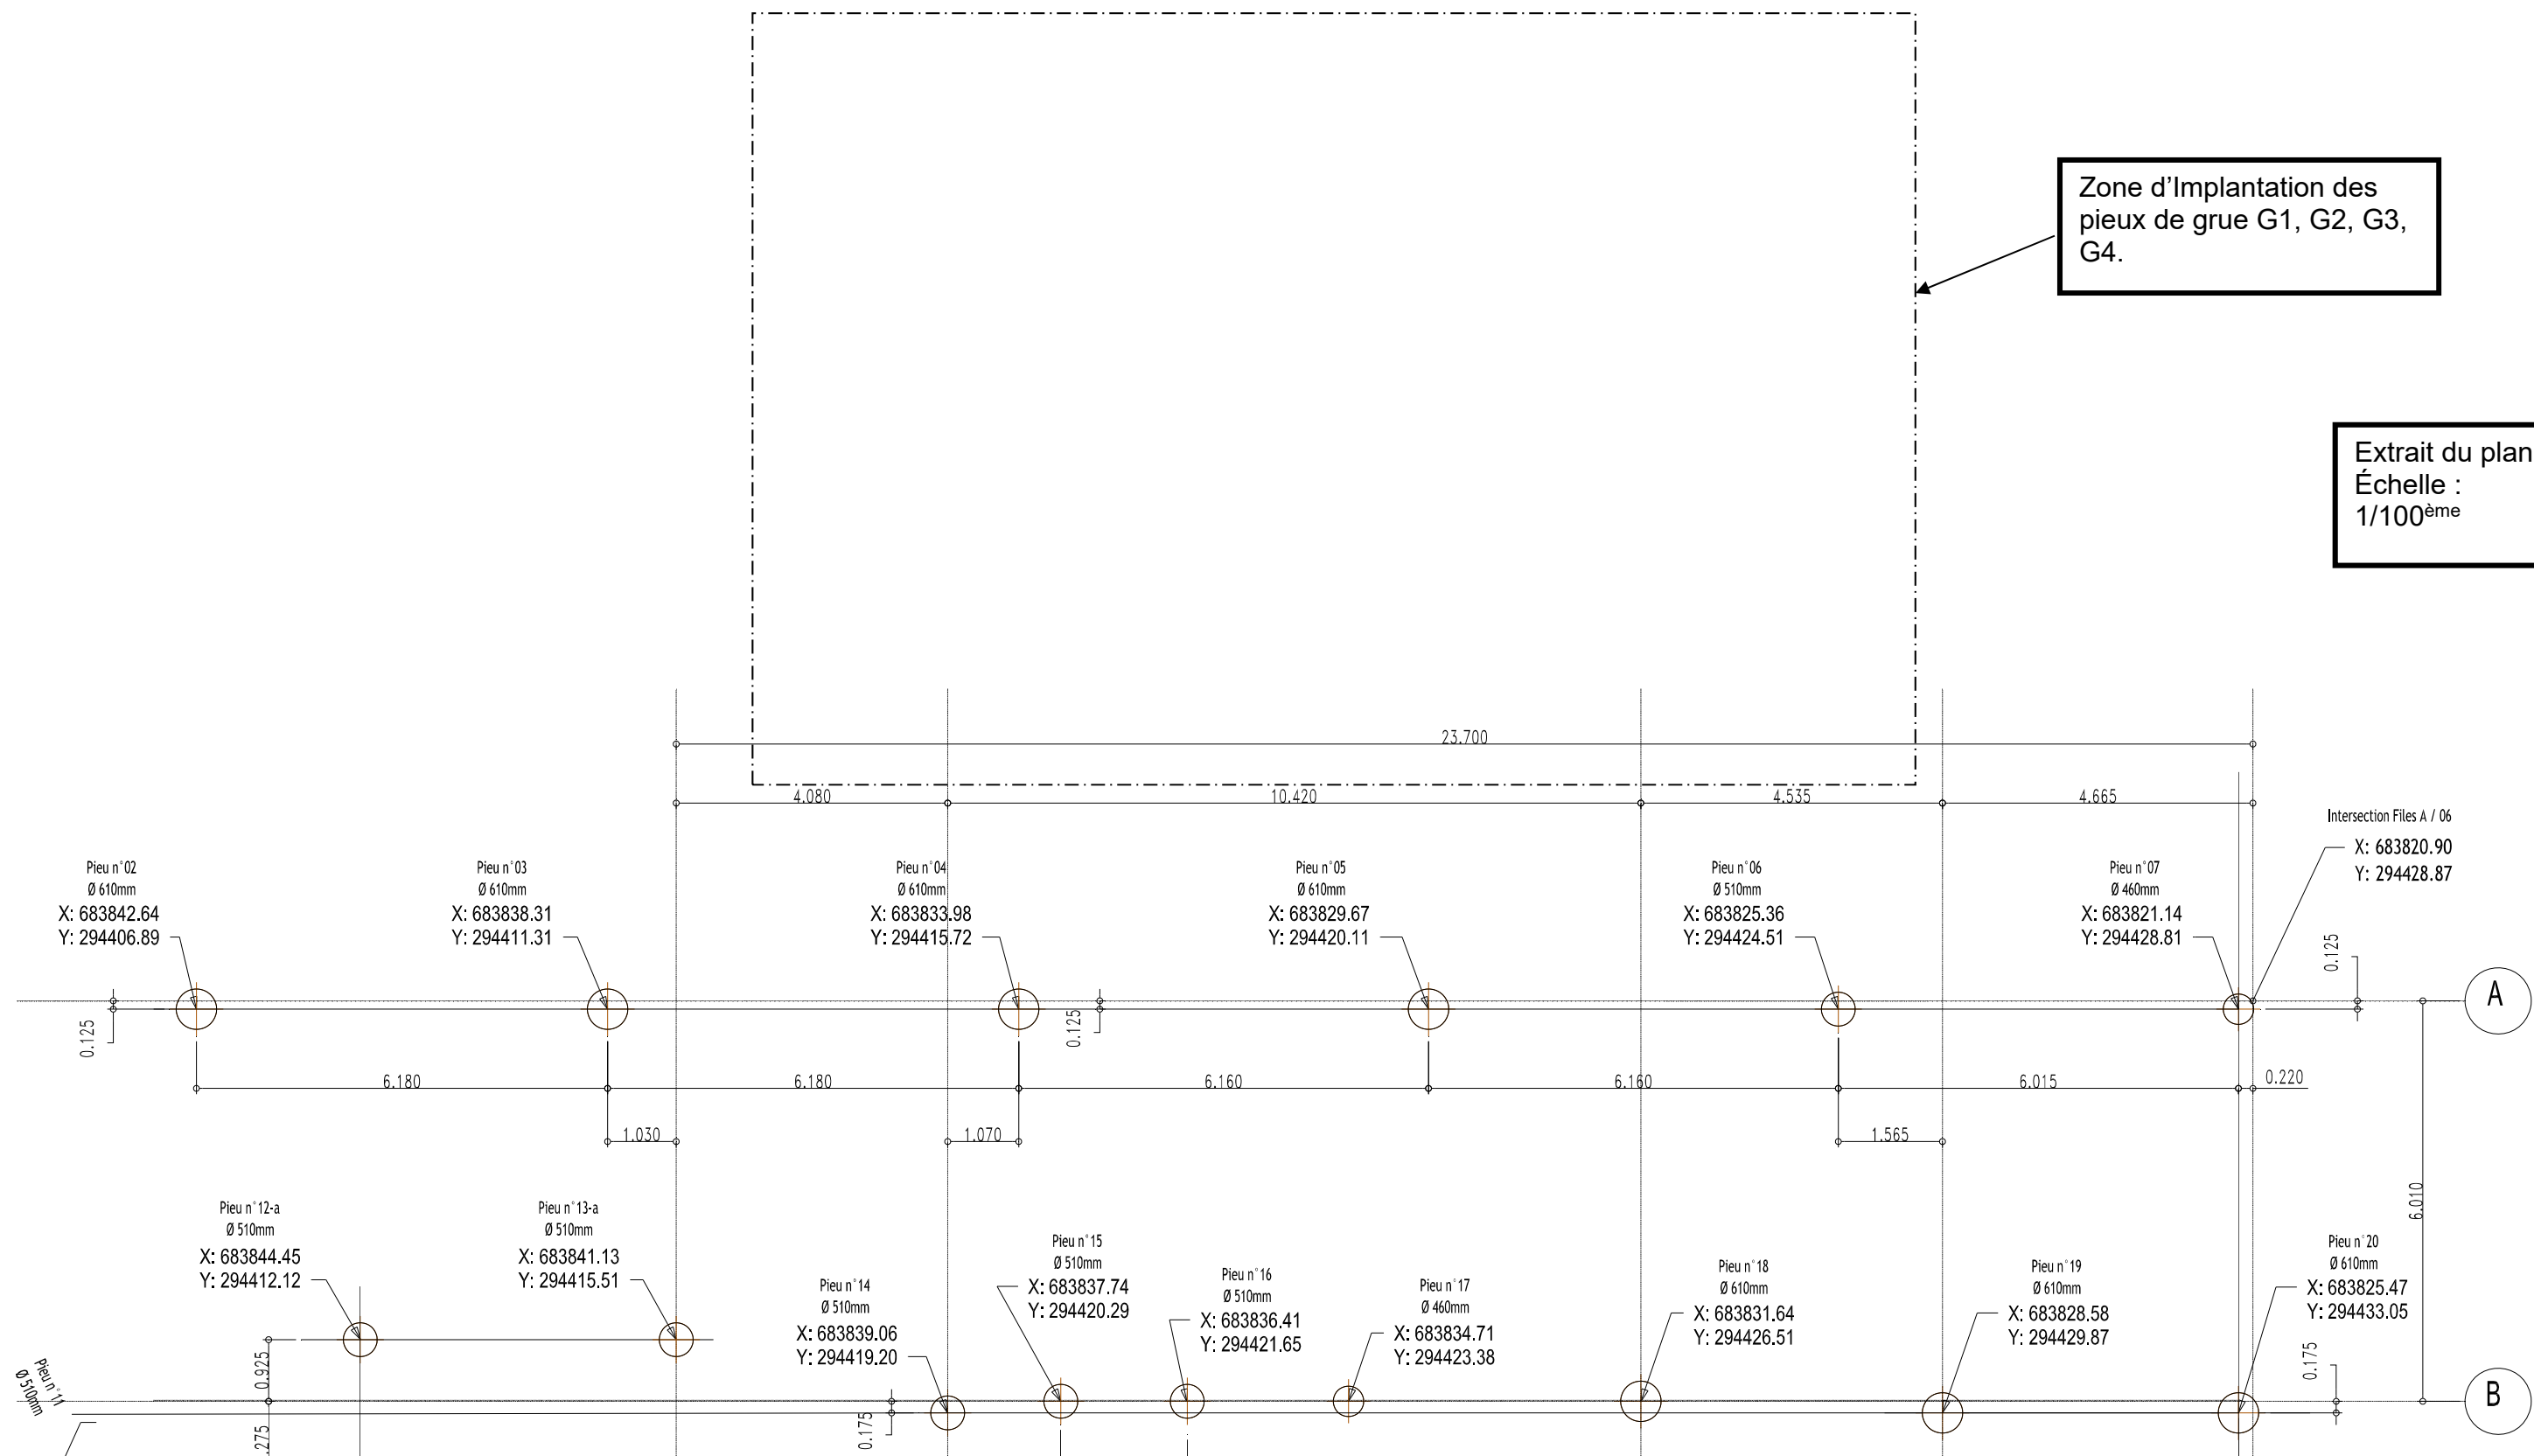 Zone d’Implantation des
pieux de grue G1, G2, G3,
G4.
Extrait du plan
Échelle :
1/100ème
23.700
4.080
10.420
4.535
4.665
Intersection Files A / 06
X: 683820.90
Y: 294428.87
Pieu n°02
Ø 610mm
X: 683842.64
Y: 294406.89
Pieu n°03
Ø 610mm
X: 683838.31
Y: 294411.31
Pieu n°04
Ø 610mm
X: 683833.98
Y: 294415.72
Pieu n°05
Ø 610mm
X: 683829.67
Y: 294420.11
Pieu n°06
Ø 510mm
X: 683825.36
Y: 294424.51
Pieu n°07
Ø 460mm
X: 683821.14
Y: 294428.81
0.125
A
0.125
0.125
6.180
6.180
6.160
6.160
6.015
0.220
1.030
1.070
1.565
6.010
Pieu n°12-a
Ø 510mm
X: 683844.45
Y: 294412.12
Pieu n°13-a
Ø 510mm
X: 683841.13
Y: 294415.51
Pieu n°14
Ø 510mm
X: 683839.06
Y: 294419.20
Pieu n°15
Ø 510mm
X: 683837.74
Y: 294420.29
Pieu n°16
Ø 510mm
X: 683836.41
Y: 294421.65
Pieu n°17
Ø 460mm
X: 683834.71
Y: 294423.38
Pieu n°18
Ø 610mm
X: 683831.64
Y: 294426.51
Pieu n°19
Ø 610mm
X: 683828.58
Y: 294429.87
Pieu n°20
Ø 610mm
X: 683825.47
Y: 294433.05
Pieu n°11
Ø 510mm
0.925
.275
0.175
0.175
B